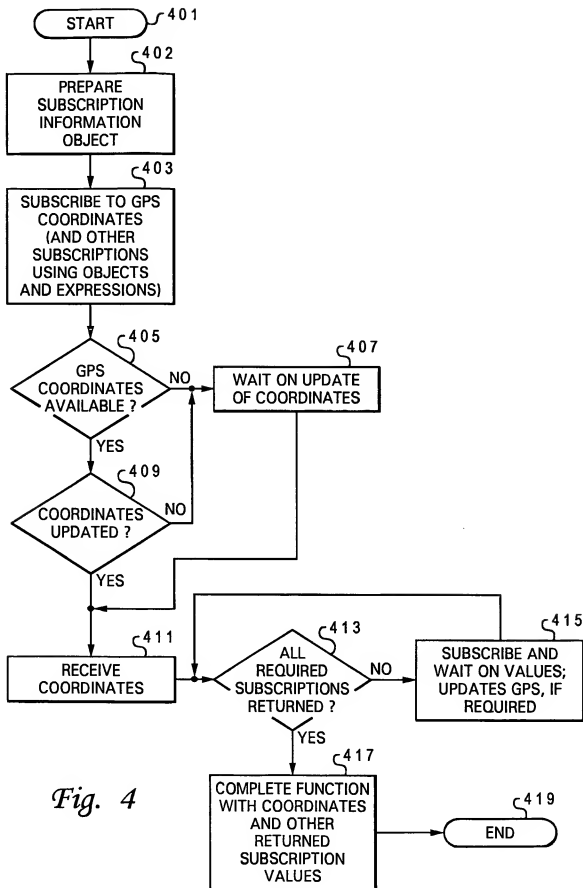 START
401
402
PREPARE
SUBSCRIPTION
INFORMATION
OBJECT
403
SUBSCRIBE TO GPS
COORDINATES
(AND OTHER
SUBSCRIPTIONS
USING OBJECTS
AND EXPRESSIONS)
405
GPS
COORDINATES
AVAILABLE ?
NO
YES
407
WAIT ON UPDATE
OF COORDINATES
409
COORDINATES
UPDATED ?
NO
YES
411
RECEIVE
COORDINATES
413
ALL
REQUIRED
SUBSCRIPTIONS
RETURNED ?
NO
YES
415
SUBSCRIBE AND
WAIT ON VALUES;
UPDATES GPS, IF
REQUIRED
417
COMPLETE FUNCTION
WITH COORDINATES
AND OTHER
RETURNED
SUBSCRIPTION
VALUES
419
END
Fig. 4